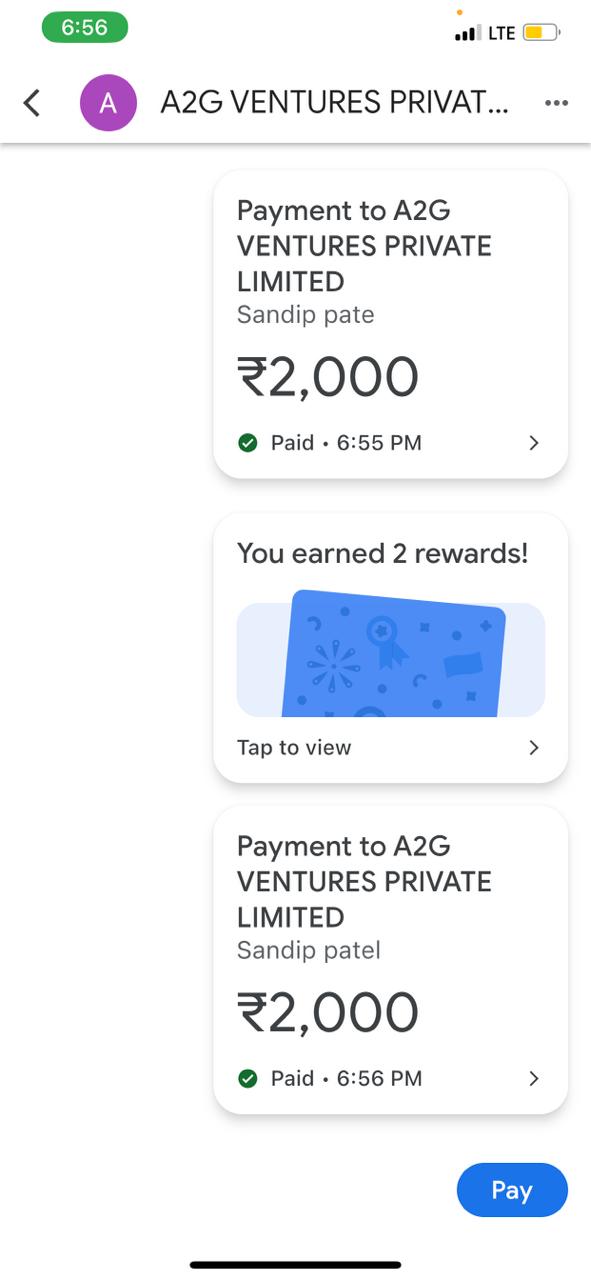 6:56
LTE
A
A2G VENTURES PRIVAT...
Payment to A2G
VENTURES PRIVATE
LIMITED
Sandip pate
₹2,000
Paid • 6:55 PM
You earned 2 rewards!
Tap to view
Payment to A2G
VENTURES PRIVATE
LIMITED
Sandip patel
₹2,000
Paid • 6:56 PM
Pay